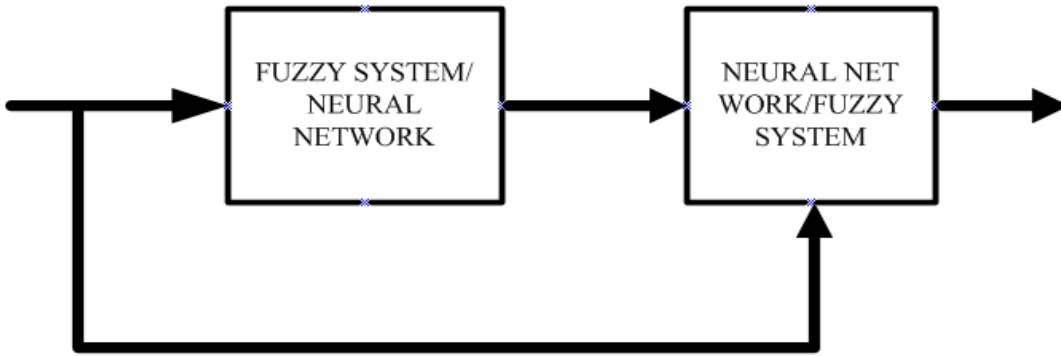 FUZZY SYSTEM/
NEURAL
NETWORK
NEURAL NET
WORK/FUZZY
SYSTEM